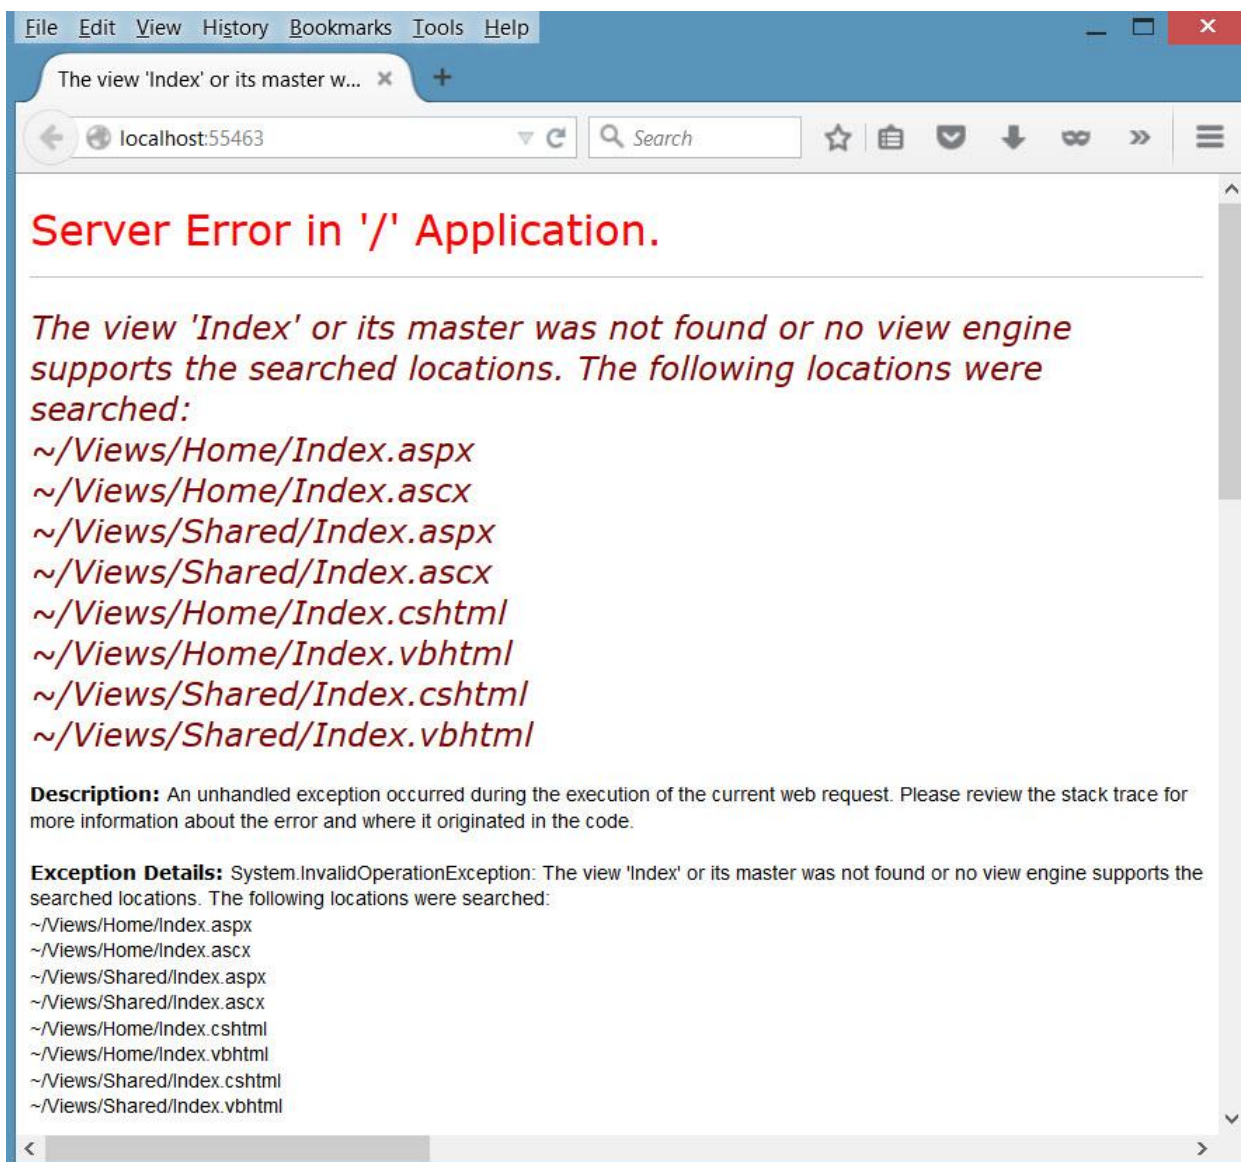 File Edit View History Bookmarks Tools Help
The view 'Index' or its master w...
localhost:55463 Search
Server Error in '/' Application.
The view 'Index' or its master was not found or no view engine
supports the searched locations. The following locations were
searched:
~/Views/Home/Index.aspx
~/Views/Home/Index.ascx
~/Views/Shared/Index.aspx
~/Views/Shared/Index.ascx
~/Views/Home/Index.cshtml
~/Views/Home/Index.vbhtml
~/Views/Shared/Index.cshtml
~/Views/Shared/Index.vbhtml
Description: An unhandled exception occurred during the execution of the current web request. Please review the stack trace for
more information about the error and where it originated in the code.
Exception Details: System.InvalidOperationException: The view 'Index' or its master was not found or no view engine supports the
searched locations. The following locations were searched:
~/Views/Home/Index.aspx
~/Views/Home/Index.ascx
~/Views/Shared/Index.aspx
~/Views/Shared/Index.ascx
~/Views/Home/Index.cshtml
~/Views/Home/Index.vbhtml
~/Views/Shared/Index.cshtml
~/Views/Shared/Index.vbhtml